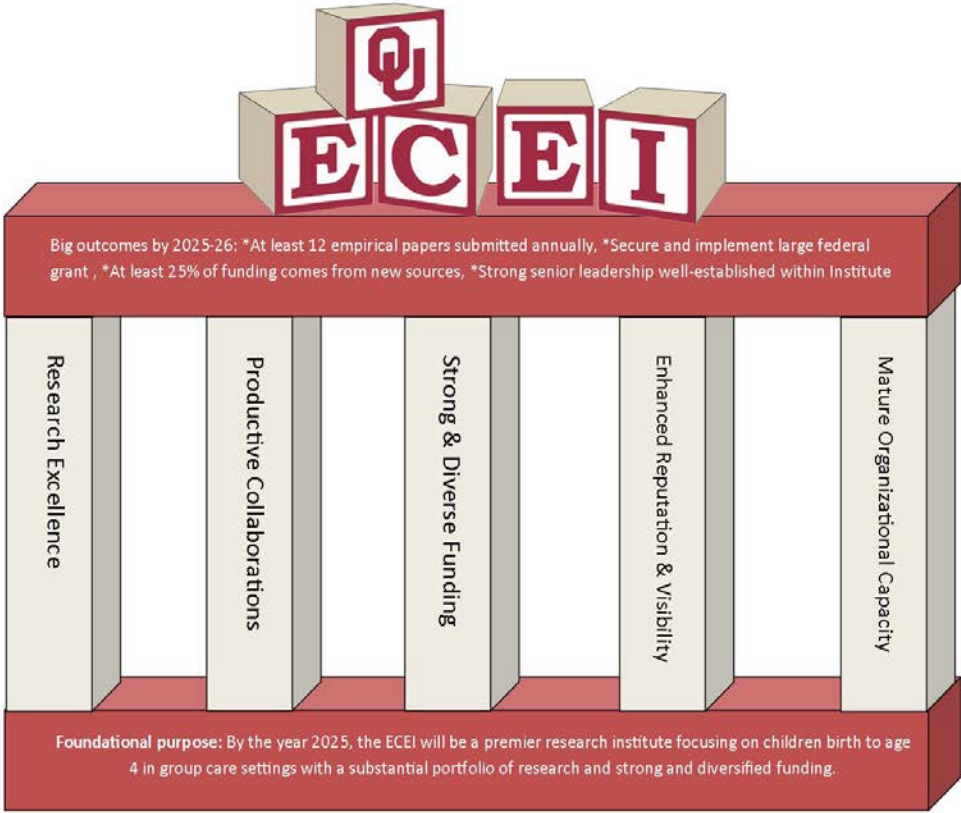 OU
ECEI
Big outcomes by 2025-26: *At least 12 empirical papers submitted annually, *Secure and implement large federal
grant , *At least 25% of funding comes from new sources, *Strong senior leadership well-established within Institute
Research Excellence
Productive Collaborations
Strong & Diverse Funding
Enhanced Reputation & Visibility
Mature Organizational Capacity
Foundational purpose: By the year 2025, the ECEI will be a premier research institute focusing on children birth to age
4 in group care settings with a substantial portfolio of research and strong and diversified funding.